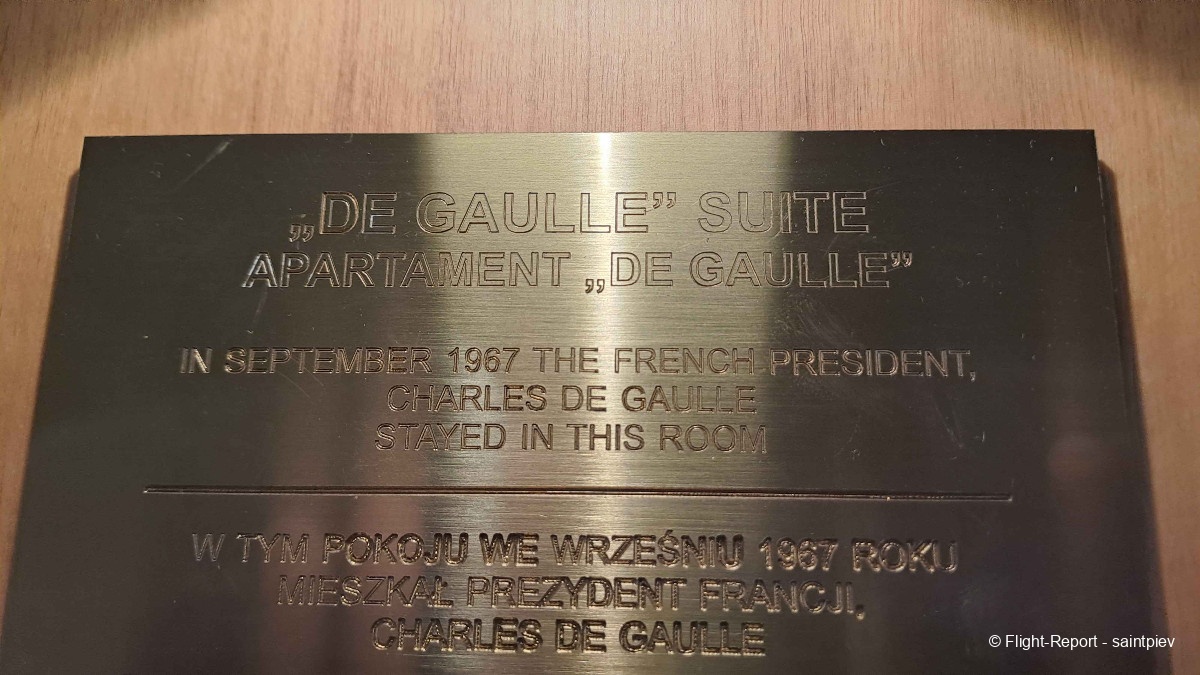 „DE GAULLE” SUITE
APARTAMENT „DE GAULLE”
IN SEPTEMBER 1967 THE FRENCH PRESIDENT,
CHARLES DE GAULLE
STAYED IN THIS ROOM
W TYM POKOJU WE WRZEŚNIU 1967 ROKU
MIESZKAŁ PREZYDENT FRANCJI,
CHARLES DE GAULLE
© Flight-Report - saintpiev